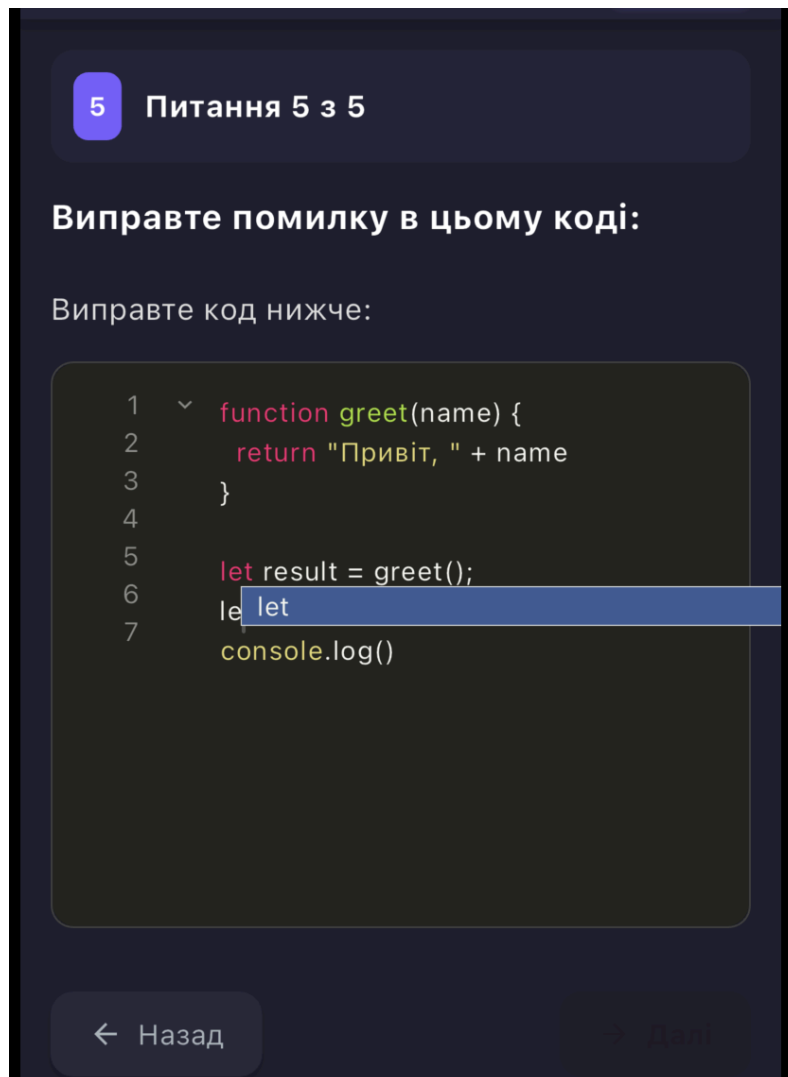 5 Питання 5 з 5
Виправте помилку в цьому коді:
Виправте код нижче:
1 function greet(name) {
2 return "Привіт, " + name
3 }
4
5 let result = greet();
6 le let
7 console.log()
← Назад → Далі